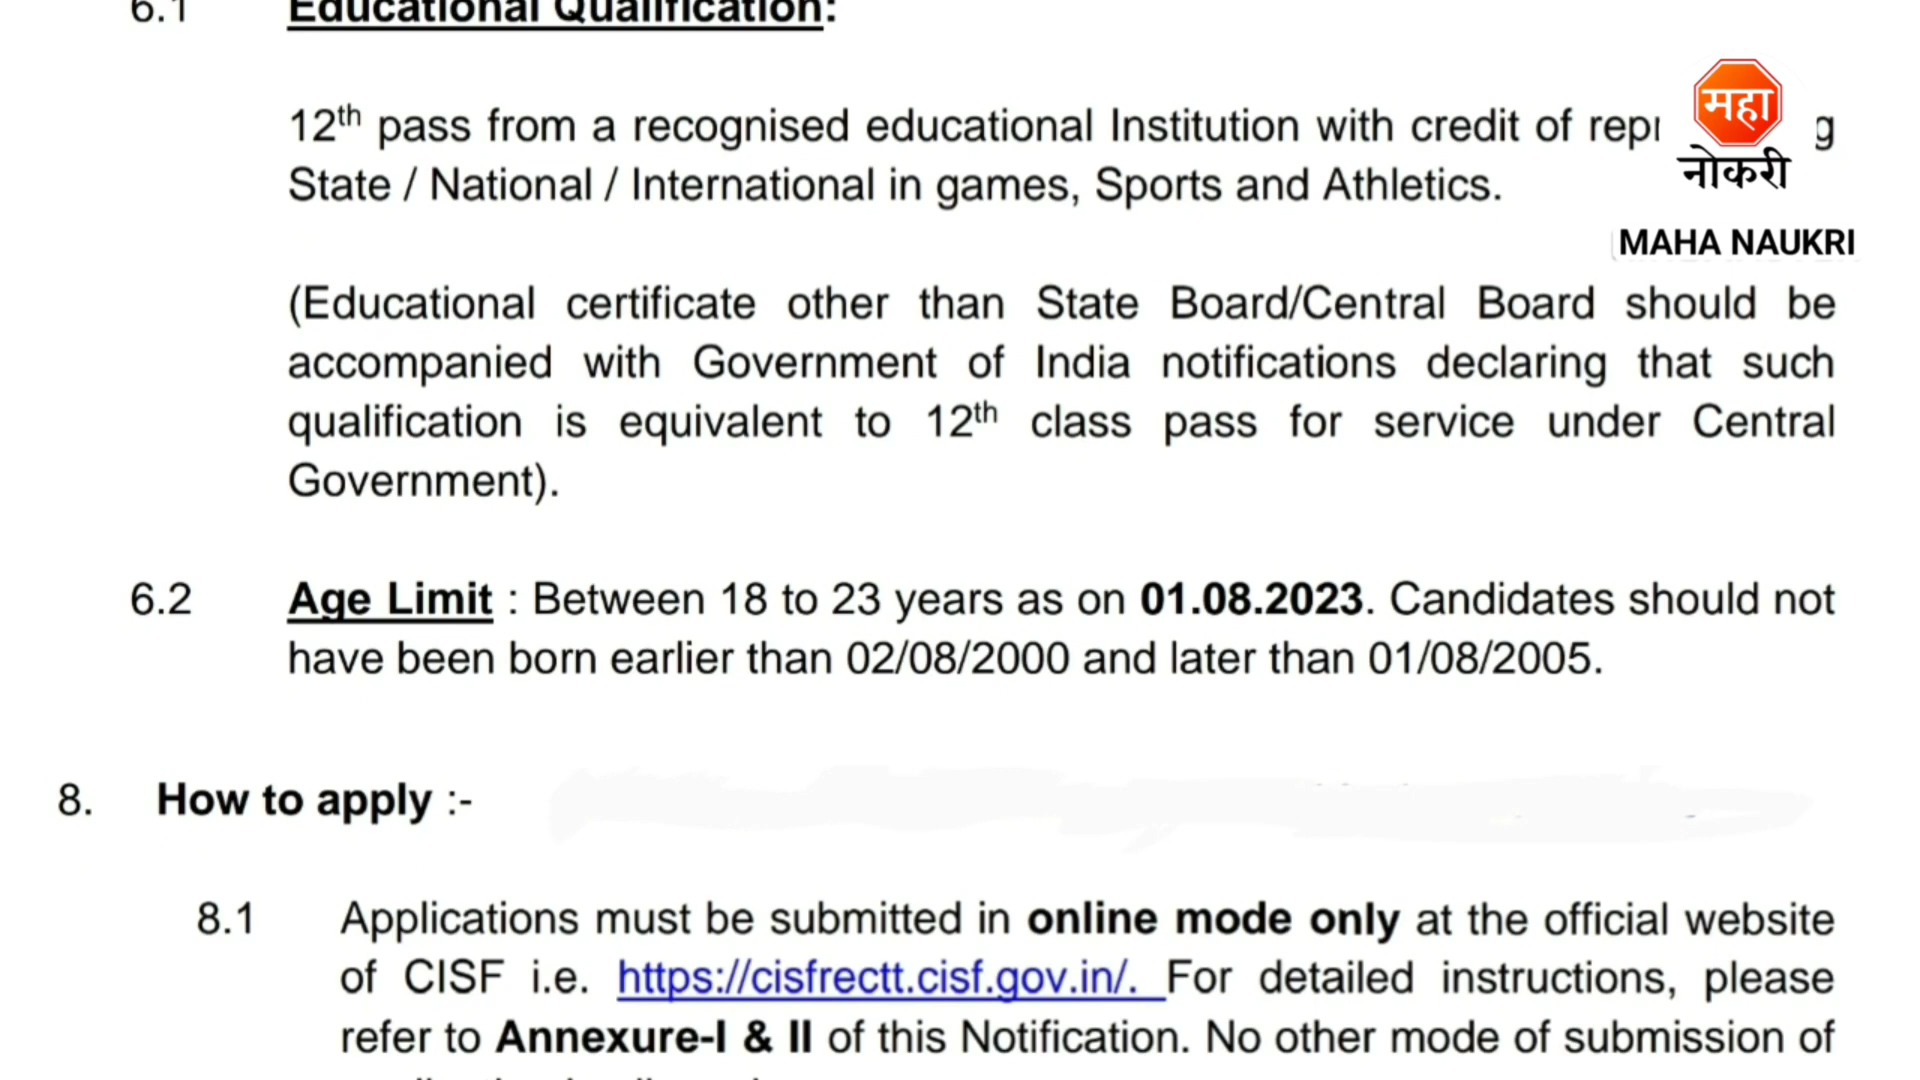 6.1 Educational Qualification:
12th pass from a recognised educational Institution with credit of
State / National / International in games, Sports and Athletics.
महा
नोकरी
MAHA NAUKRI
(Educational certificate other than State Board/Central Board should be
accompanied with Government of India notifications declaring that such
qualification is equivalent to 12th class pass for service under Central
Government).
6.2 Age Limit : Between 18 to 23 years as on 01.08.2023. Candidates should not
have been born earlier than 02/08/2000 and later than 01/08/2005.
8. How to apply :-
8.1 Applications must be submitted in online mode only at the official website
of CISF i.e. https://cisfrectt.cisf.gov.in/. For detailed instructions, please
refer to Annexure-I & II of this Notification. No other mode of submission of